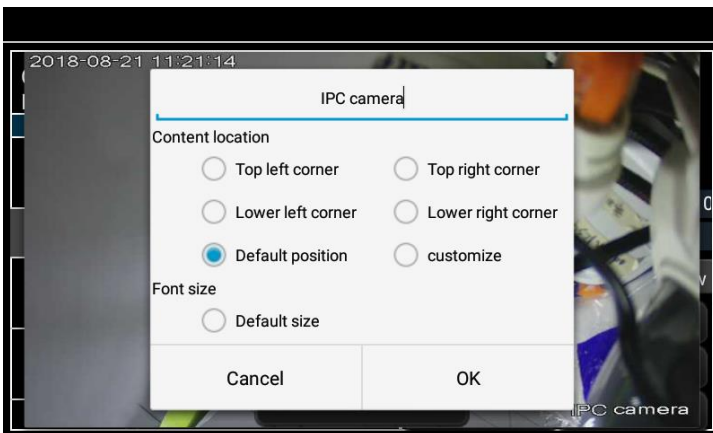 2018-08-21 11:21:14
IPC camera
Content location
Top left corner
Top right corner
Lower left corner
Lower right corner
Default position
customize
Font size
Default size
Cancel
OK
IPC camera